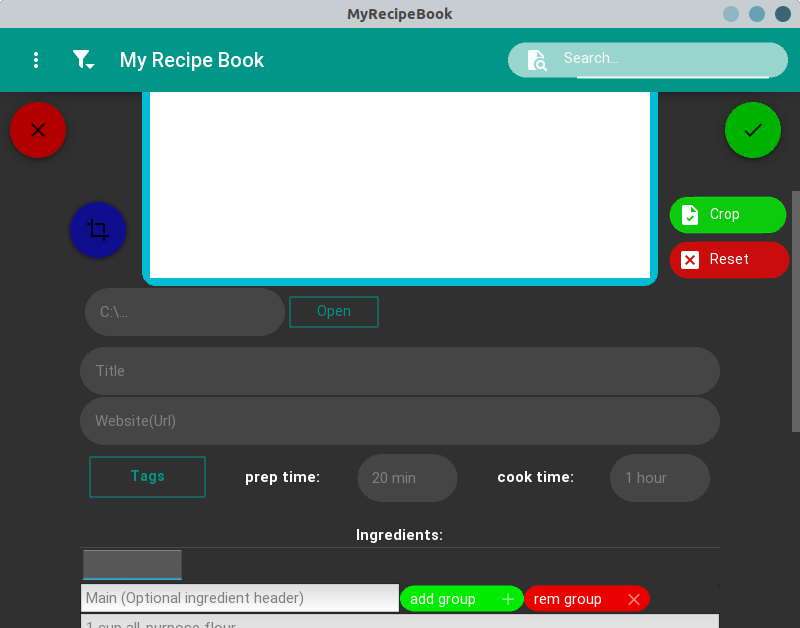 MyRecipeBook
My Recipe Book
Search...
Crop
Reset
C:\...
Open
Title
Website(Url)
Tags
prep time:
20 min
cook time:
1 hour
Ingredients:
Main (Optional ingredient header)
add group
rem group
1 cup all-purpose flour